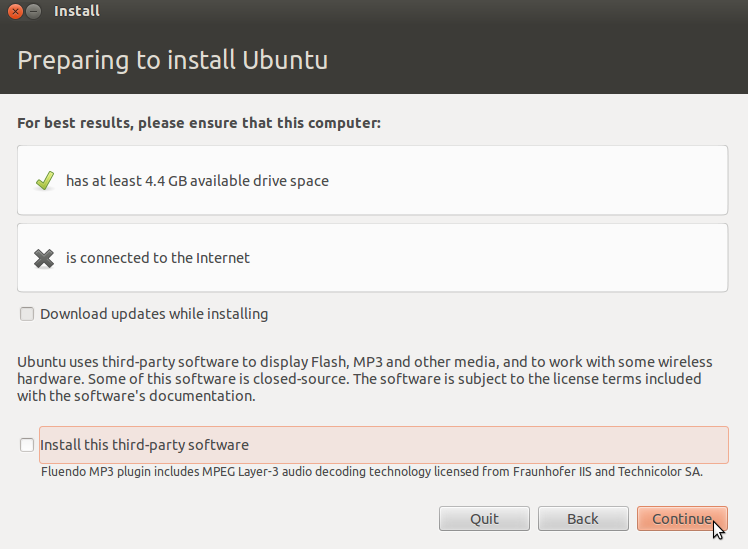 Install
Preparing to install Ubuntu
For best results, please ensure that this computer:
has at least 4.4 GB available drive space
is connected to the Internet
Download updates while installing
Ubuntu uses third-party software to display Flash, MP3 and other media, and to work with some wireless
hardware. Some of this software is closed-source. The software is subject to the license terms included
with the software's documentation.
Install this third-party software
Fluendo MP3 plugin includes MPEG Layer-3 audio decoding technology licensed from Fraunhofer IIS and Technicolor SA.
Quit Back Continue